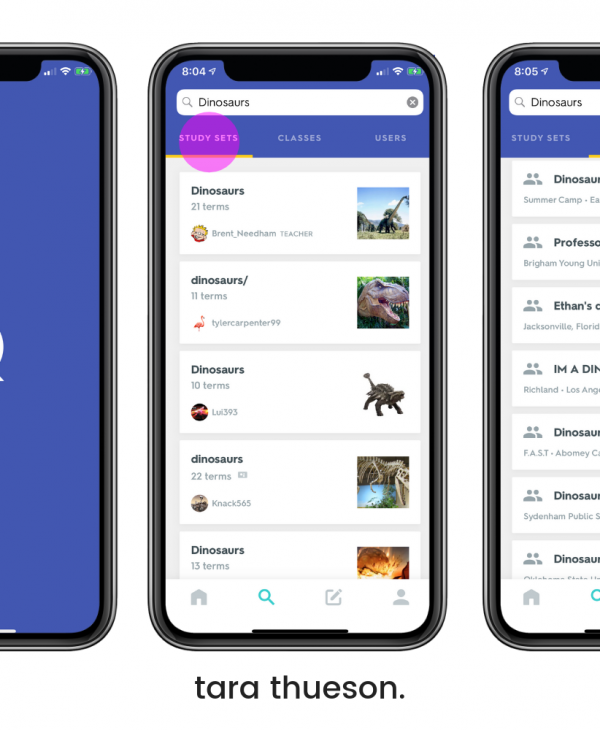 8:04
Dinosaurs
STUDY SETS CLASSES USERS
Dinosaurs
21 terms
Brent_Needham TEACHER
dinosaurs/
11 terms
tylercarpenter99
Dinosaurs
10 terms
Lui393
dinosaurs
22 terms
Knack565
Dinosaurs
13 terms
8:05
Dinosaurs
STUDY SETS
Dinosaur
Summer Camp - Ea
Professo
Brigham Young Uni
Ethan's c
Jacksonville, Florid
IM A DIN
Richland - Los Ange
Dinosaur
F.A.S.T - Abomey Ca
Dinosaur
Sydenham Public S
Dinosaur
Oklahoma State Un
tara thueson.